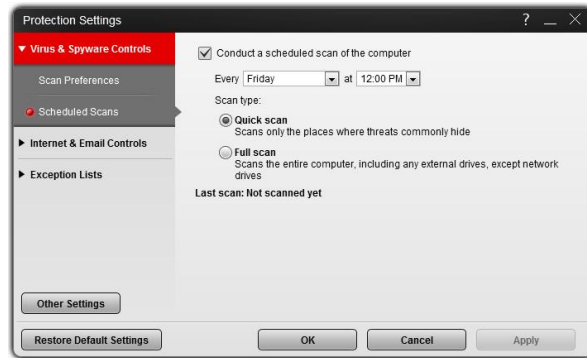 Protection Settings
? _ X
Virus & Spyware Controls
Scan Preferences
Scheduled Scans
Internet & Email Controls
Exception Lists
Other Settings
Conduct a scheduled scan of the computer
Every Friday at 12:00 PM
Scan type:
Quick scan
Scans only the places where threats commonly hide
Full scan
Scans the entire computer, including any external drives, except network
drives
Last scan: Not scanned yet
Restore Default Settings
OK
Cancel
Apply